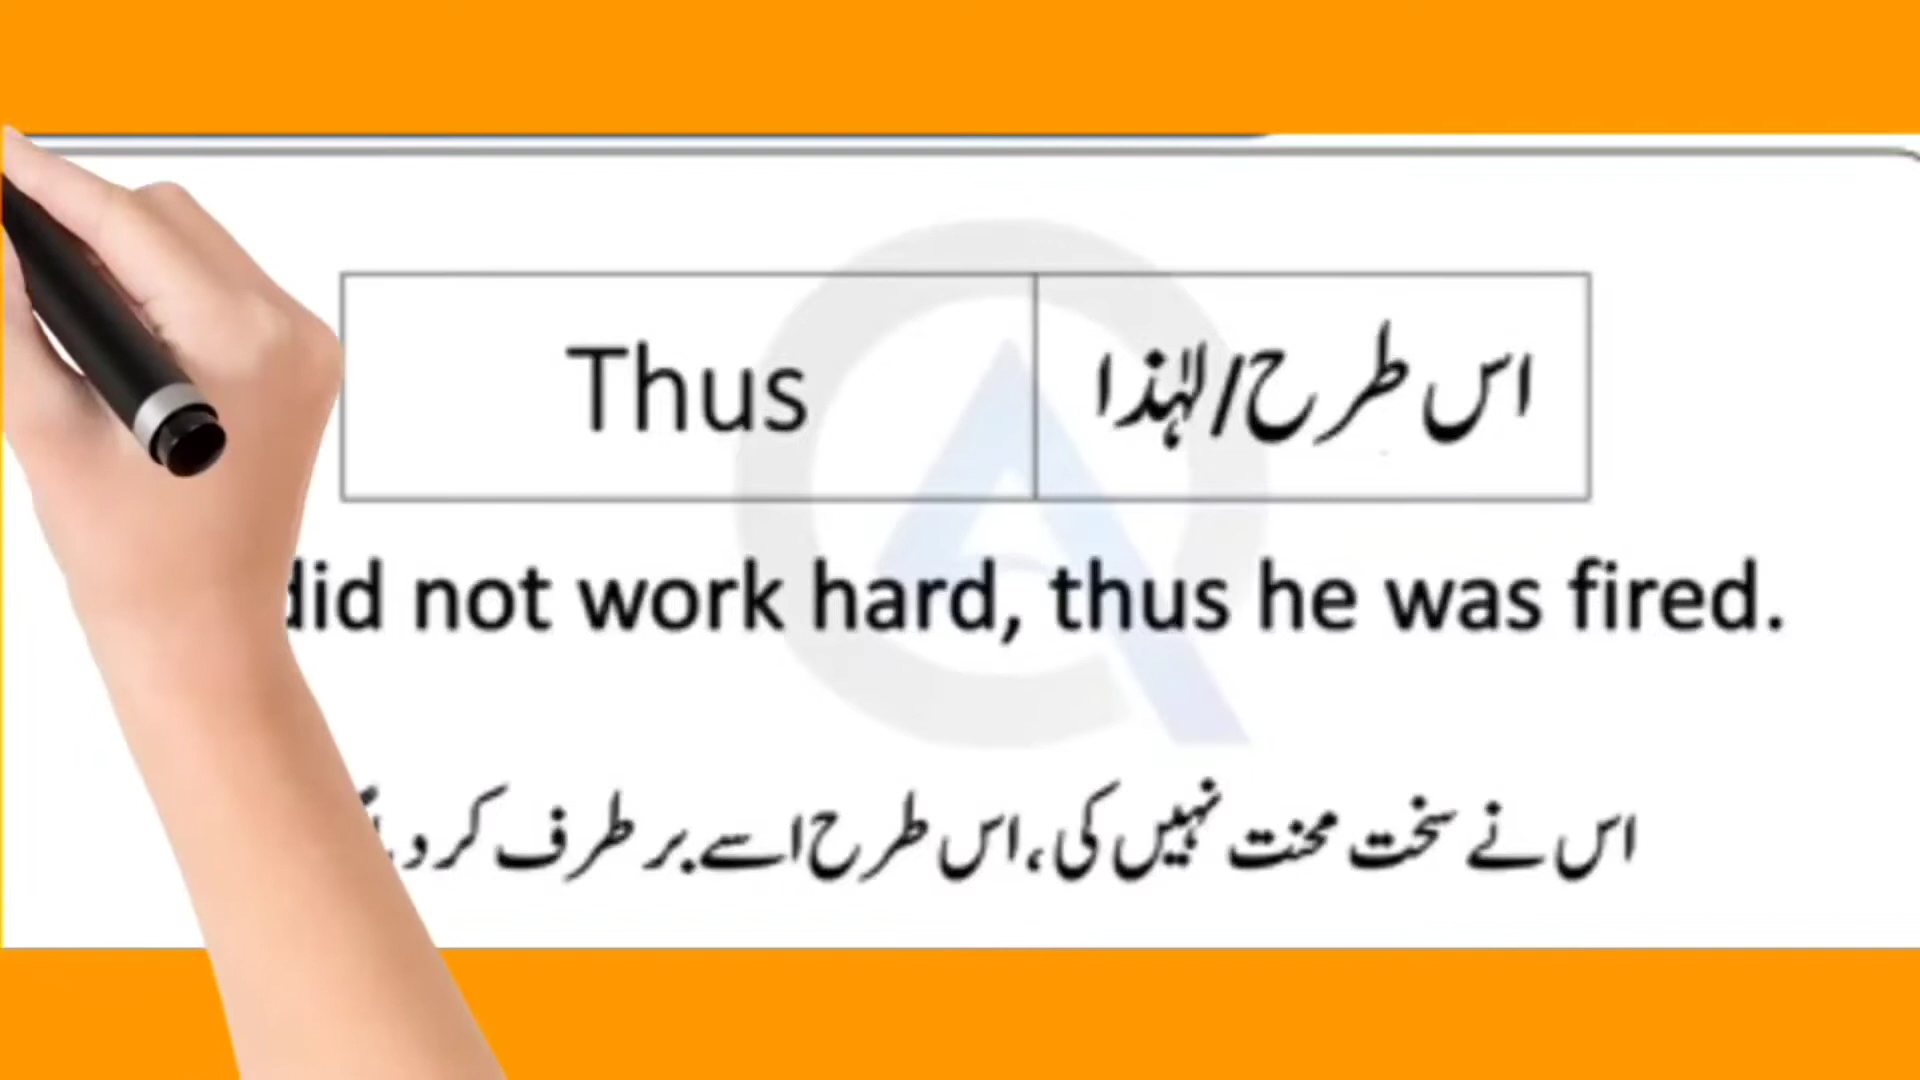 Thus
اس طرح/لہٰذا
did not work hard, thus he was fired.
اس نے سخت محنت نہیں کی، اس طرح اسے برطرف کر